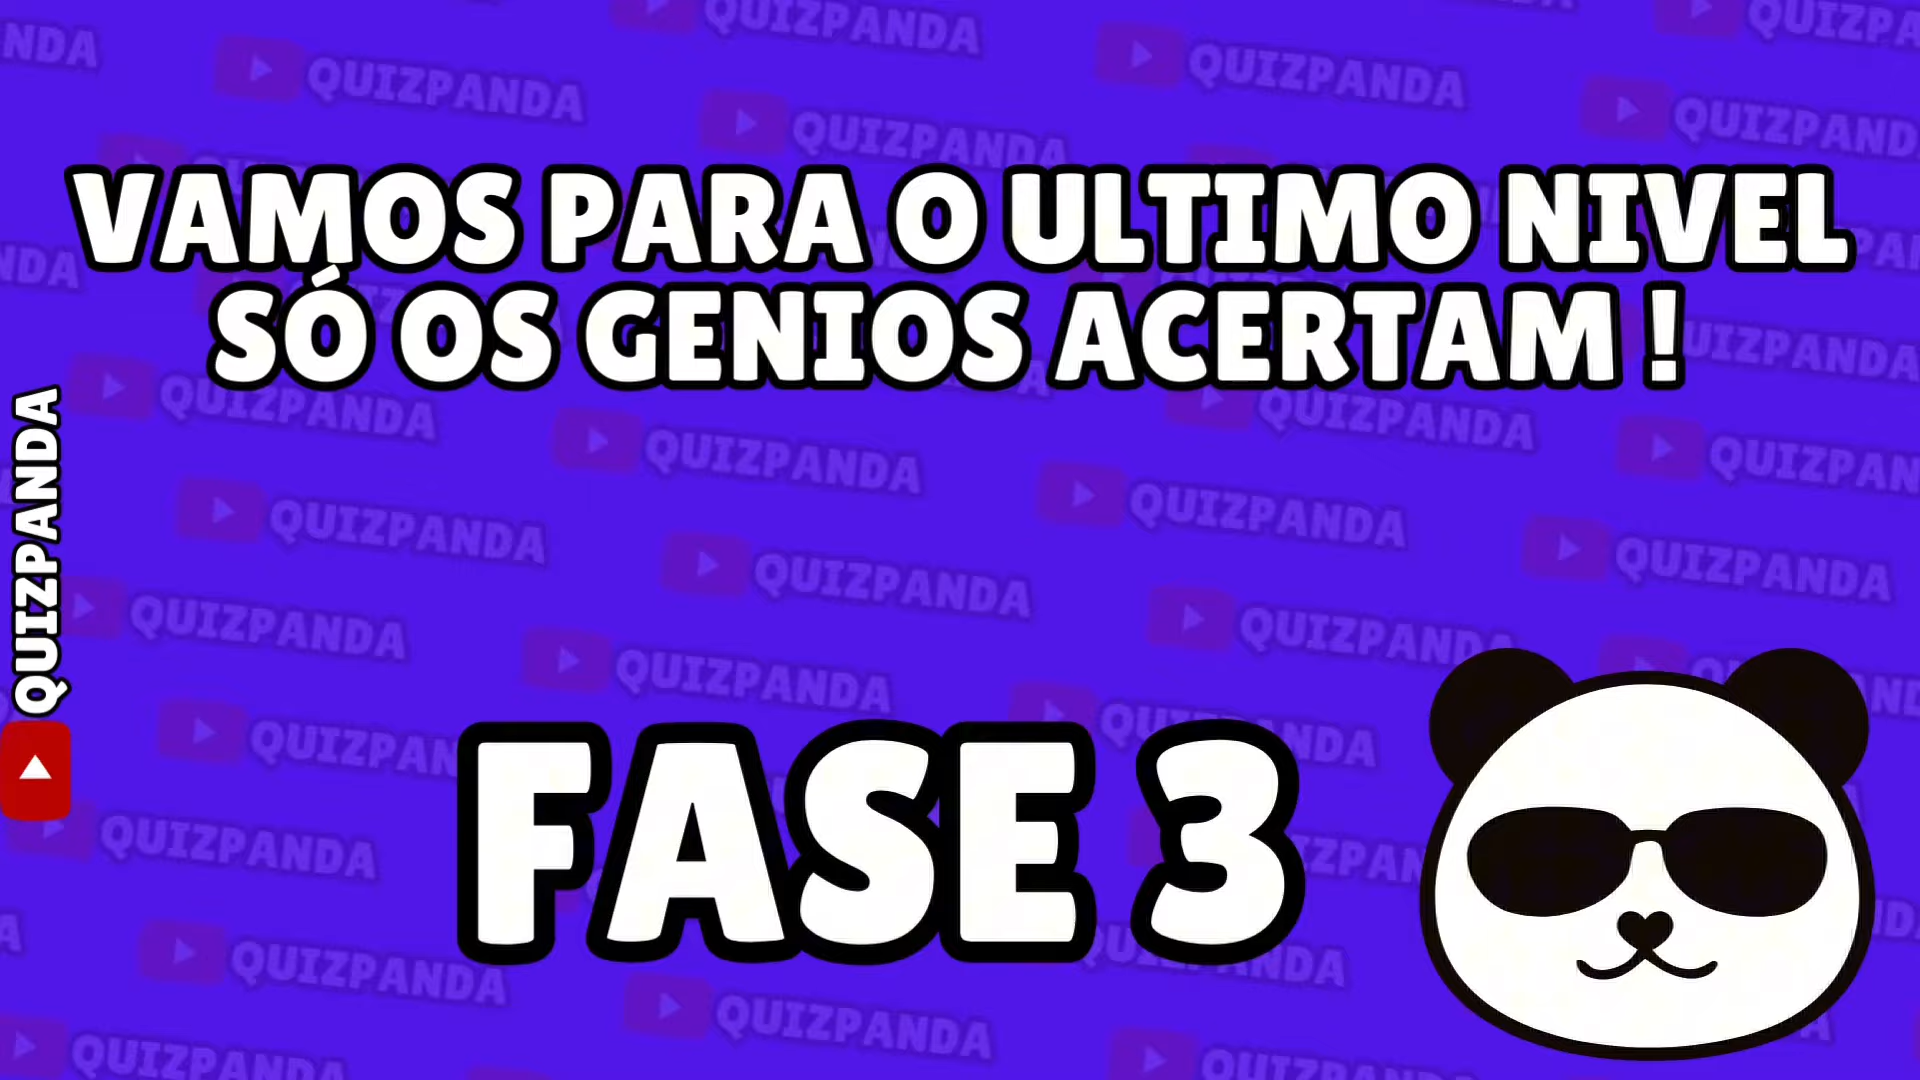 VAMOS PARA O ULTIMO NIVEL
SÓ OS GENIOS ACERTAM !
QUIZPANDA
FASE 3